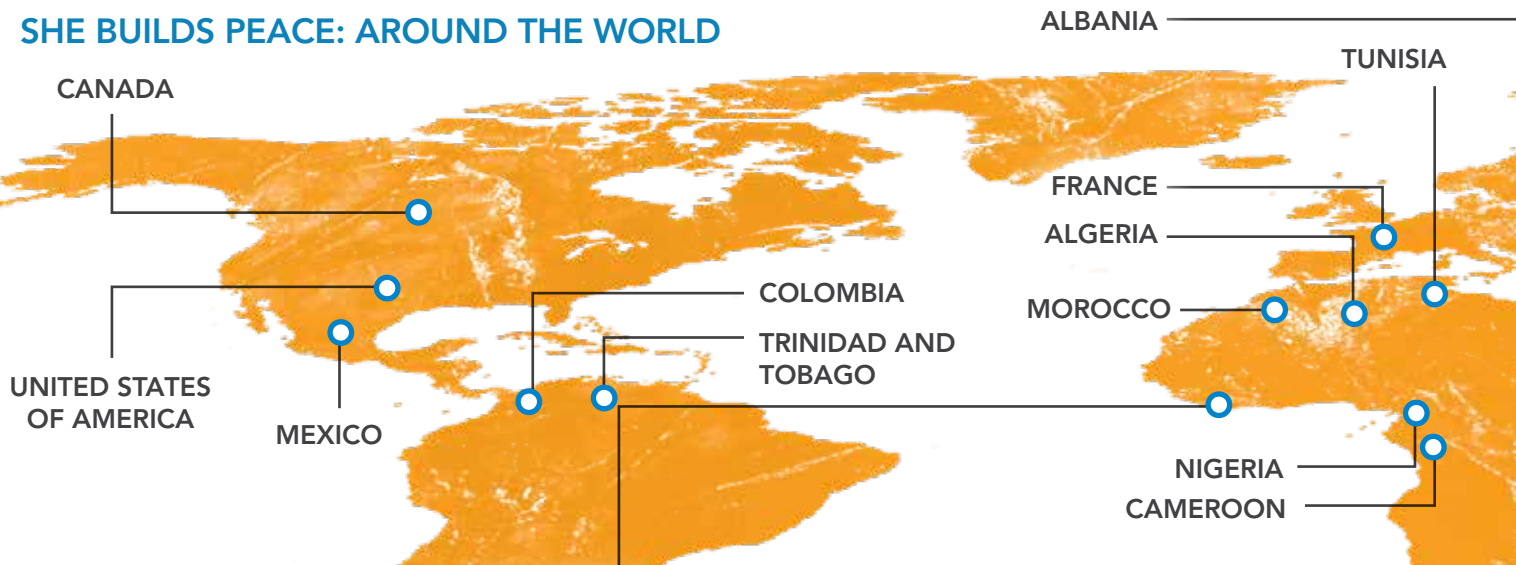 SHE BUILDS PEACE: AROUND THE WORLD
ALBANIA
TUNISIA
CANADA
FRANCE
ALGERIA
COLOMBIA
MOROCCO
TRINIDAD AND
TOBAGO
UNITED STATES
OF AMERICA
MEXICO
NIGERIA
CAMEROON